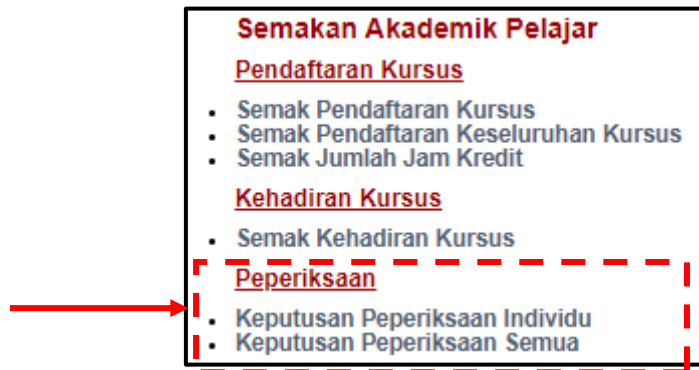 Semakan Akademik Pelajar
Pendaftaran Kursus
• Semak Pendaftaran Kursus
• Semak Pendaftaran Keseluruhan Kursus
• Semak Jumlah Jam Kredit
Kehadiran Kursus
• Semak Kehadiran Kursus
Peperiksaan
• Keputusan Peperiksaan Individu
• Keputusan Peperiksaan Semua